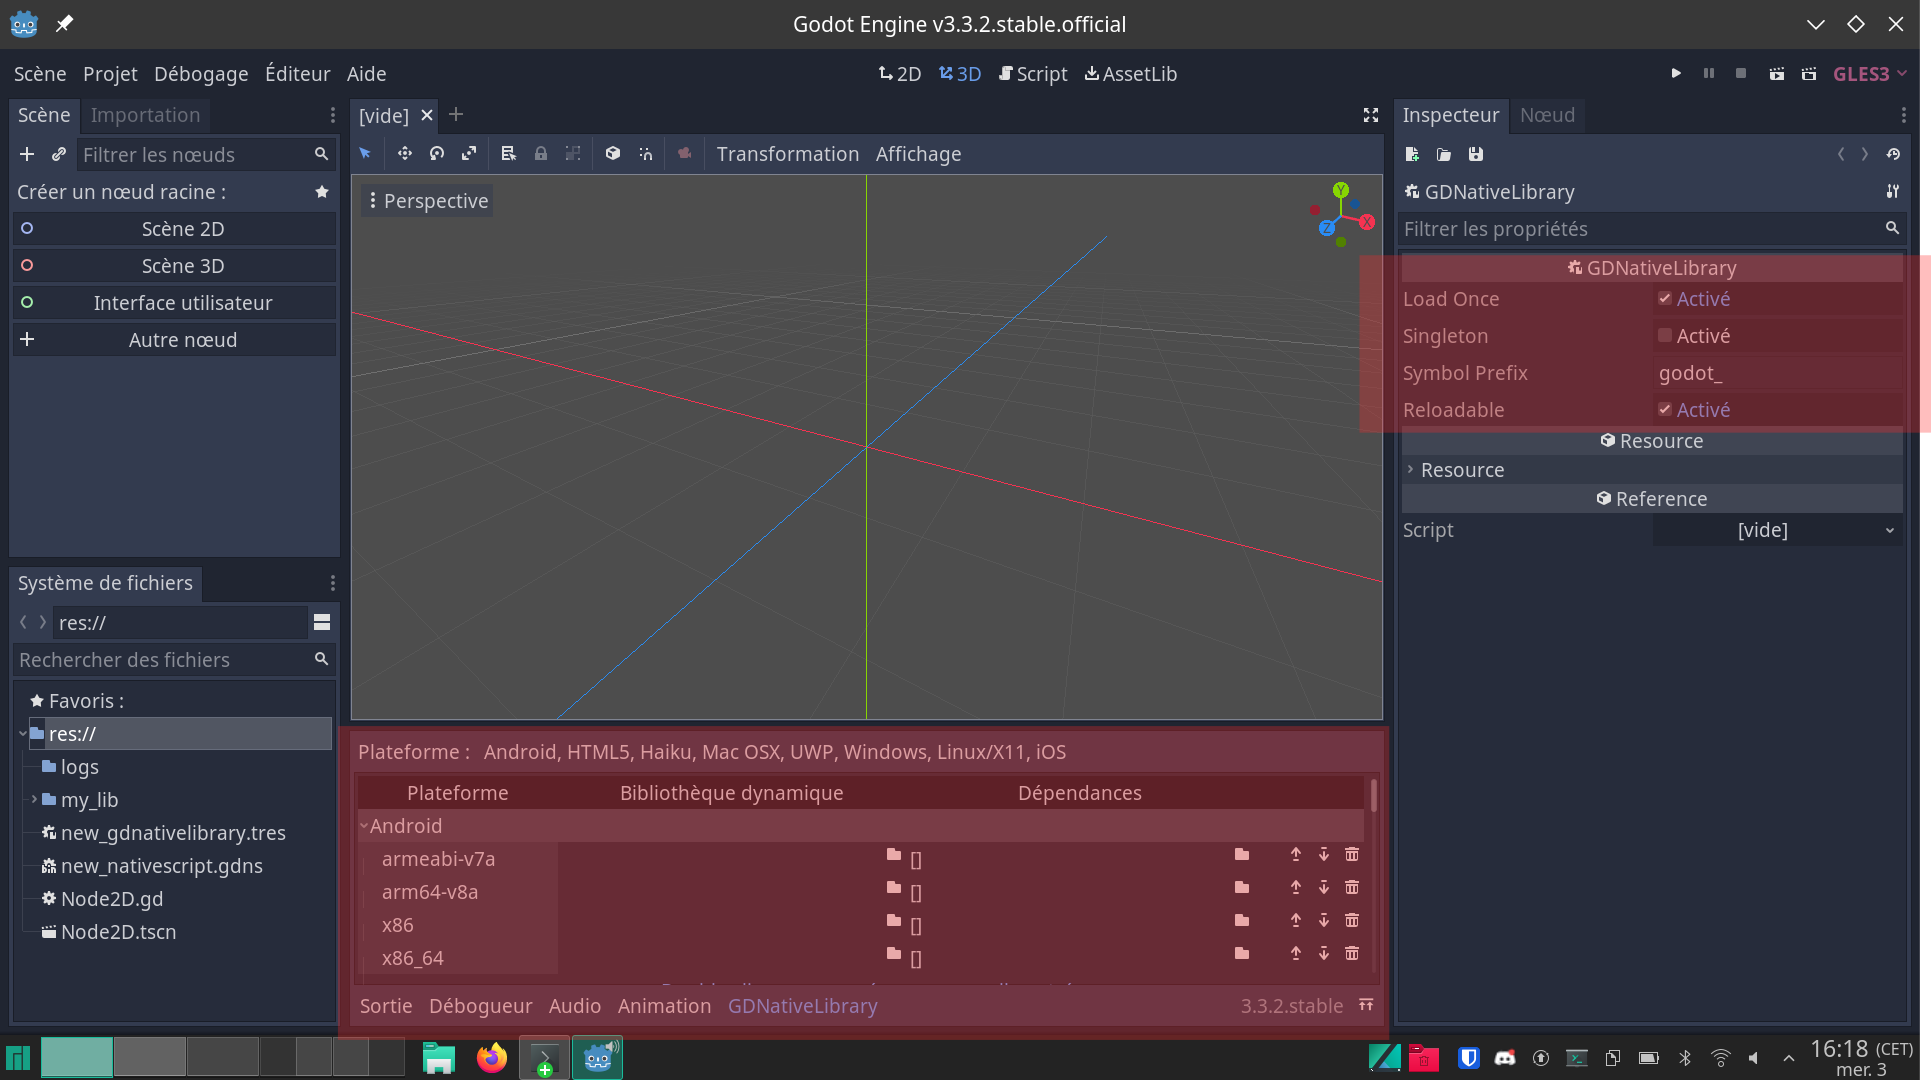 Godot Engine v3.3.2.stable.official
Scène Projet Débogage Éditeur Aide
2D 3D Script AssetLib
GLES3
Scène Importation
Filtrer les nœuds
Créer un nœud racine :
Scène 2D
Scène 3D
Interface utilisateur
Autre nœud
Système de fichiers
res://
Rechercher des fichiers
Favoris :
res://
logs
my_lib
new_gdnativelibrary.tres
new_nativescript.gdns
Node2D.gd
Node2D.tscn
[vide]
Transformation Affichage
Perspective
Y
X
Z
Plateforme : Android, HTML5, Haiku, Mac OSX, UWP, Windows, Linux/X11, iOS
Plateforme Bibliothèque dynamique Dépendances
Android
armeabi-v7a []
arm64-v8a []
x86 []
x86_64 []
Sortie Débogueur Audio Animation GDNativeLibrary 3.3.2.stable
Inspecteur Nœud
GDNativeLibrary
Filtrer les propriétés
GDNativeLibrary
Load Once Activé
Singleton Activé
Symbol Prefix godot_
Reloadable Activé
Resource
Resource
Reference
Script [vide]
16:18 (CET)
mer. 3